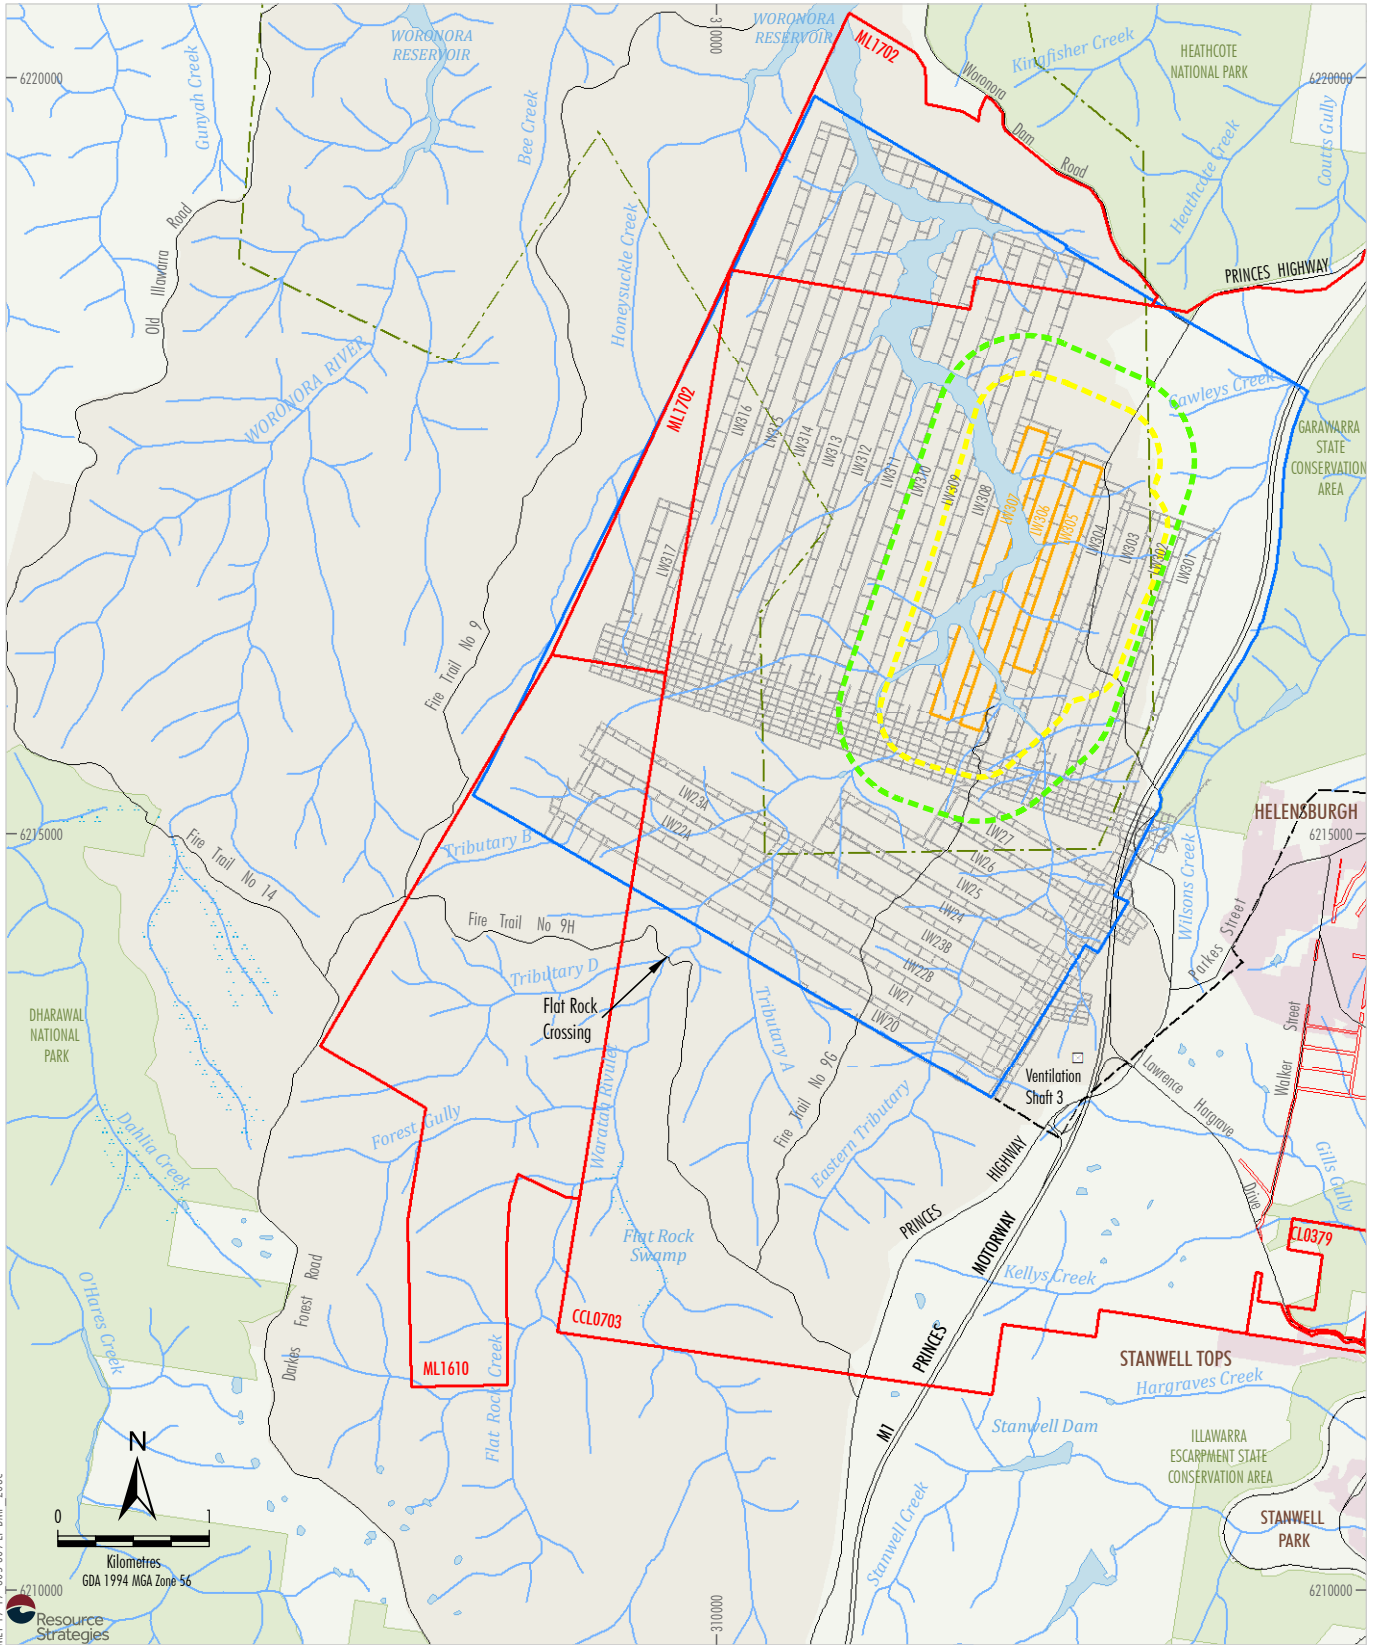 WORONORA
RESERVOIR
WORONORA
RESERVOIR
310000
ML1702
Kingfisher Creek
HEATHCOTE
NATIONAL PARK
6220000
6220000
Gunyah Creek
Bee Creek
Woronora
Dam
Road
Heathcote Creek
Coutts Gully
Honeysuckle Creek
Old Illawarra Road
PRINCES HIGHWAY
WORONORA RIVER
Cawleys Creek
GARAWARRA
STATE
CONSERVATION
AREA
ML1702
LW316
LW315
LW314
LW313
LW312
LW311
LW310
LW309
LW308
LW307
LW306
LW305
LW304
LW303
LW302
LW301
LW317
Fire Trail No 9
LW23A
LW22A
LW27
LW26
LW25
LW24
LW23B
LW22B
LW21
LW20
HELENSBURGH
6215000
6215000
Tributary B
Fire Trail No 14
Fire Trail No 9H
Wilsons Creek
Parkes Street
Tributary D
Flat Rock
Crossing
Tributary A
DHARAWAL
NATIONAL
PARK
Walker Street
Ventilation
Shaft 3
Lawrence
Hargrave
Drive
Waratah Rivulet
Fire Trail No 9G
Eastern Tributary
Forest Gully
Dahlia Creek
Gills Gully
PRINCES
HIGHWAY
Flat Rock
Swamp
CL0379
Kellys Creek
O'Hares Creek
Darkes Forest Road
M1 PRINCES MOTORWAY
CCL0703
ML1610
Flat Rock Creek
STANWELL TOPS
Hargraves Creek
Stanwell Dam
ILLAWARRA
ESCARPMENT STATE
CONSERVATION AREA
Stanwell Creek
STANWELL
PARK
N
0 1
Kilometres
GDA 1994 MGA Zone 56
6210000
6210000
310000
Resource
Strategies